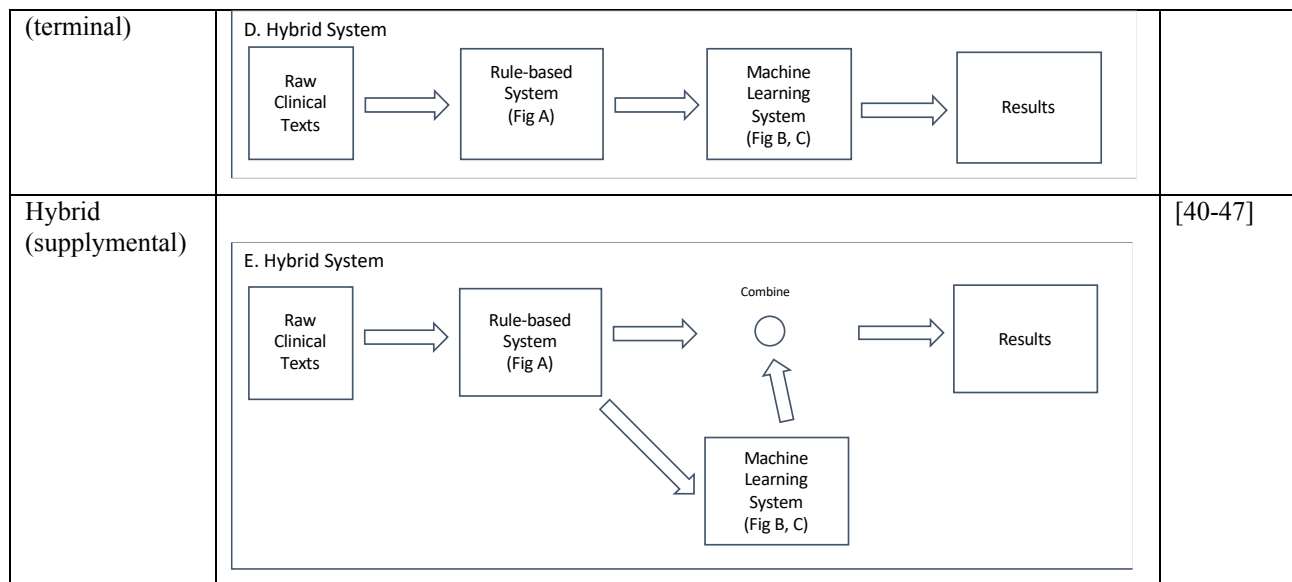 (terminal)
D. Hybrid System
Raw
Clinical
Texts
Rule-based
System
(Fig A)
Machine
Learning
System
(Fig B, C)
Results
Hybrid
(supplymental)
[40-47]
E. Hybrid System
Raw
Clinical
Texts
Rule-based
System
(Fig A)
Combine
Results
Machine
Learning
System
(Fig B, C)